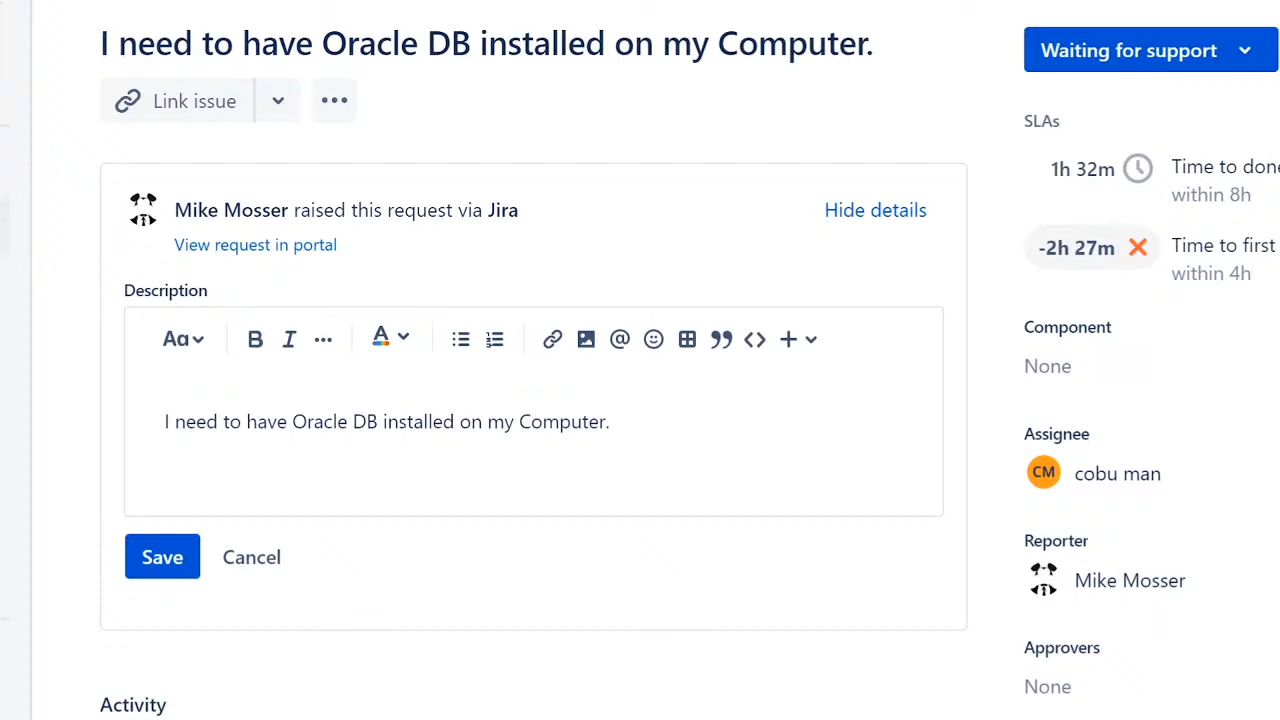 I need to have Oracle DB installed on my Computer.
Waiting for support
Link issue
SLAs
1h 32m Time to done
within 8h
Mike Mosser raised this request via Jira
Hide details
View request in portal
-2h 27m Time to first
within 4h
Description
Aa B I A @ <> +
I need to have Oracle DB installed on my Computer.
Save Cancel
Component
None
Assignee
CM cobu man
Reporter
Mike Mosser
Approvers
None
Activity